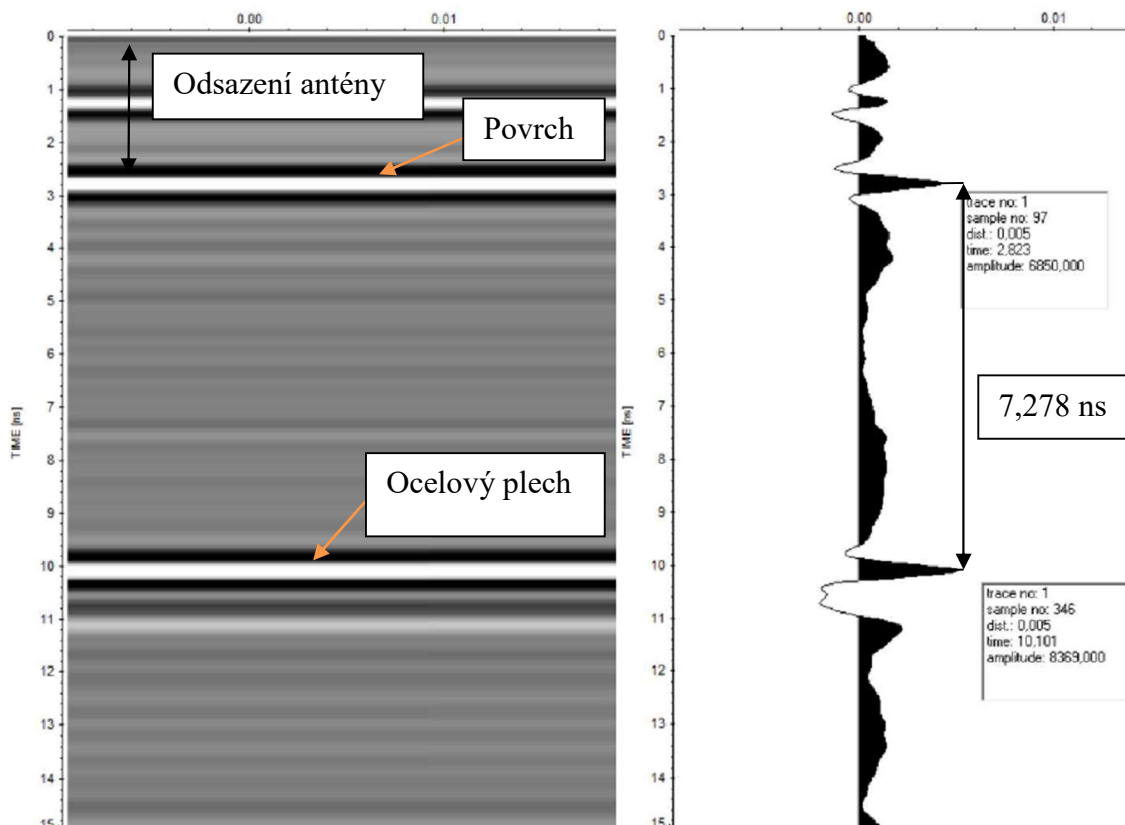 0.00 0.01
0
1
2
3
4
5
6
7
8
9
10
11
12
13
14
15
TIME [ns]
Odsazení antény
Povrch
Ocelový plech
0.00 0.01
0
1
2
3
4
5
6
7
8
9
10
11
12
13
14
15
TIME [ns]
trace no: 1
sample no: 97
dist.: 0,005
time: 2,823
amplitude: 6850,000
7,278 ns
trace no: 1
sample no: 346
dist.: 0,005
time: 10,101
amplitude: 8369,000